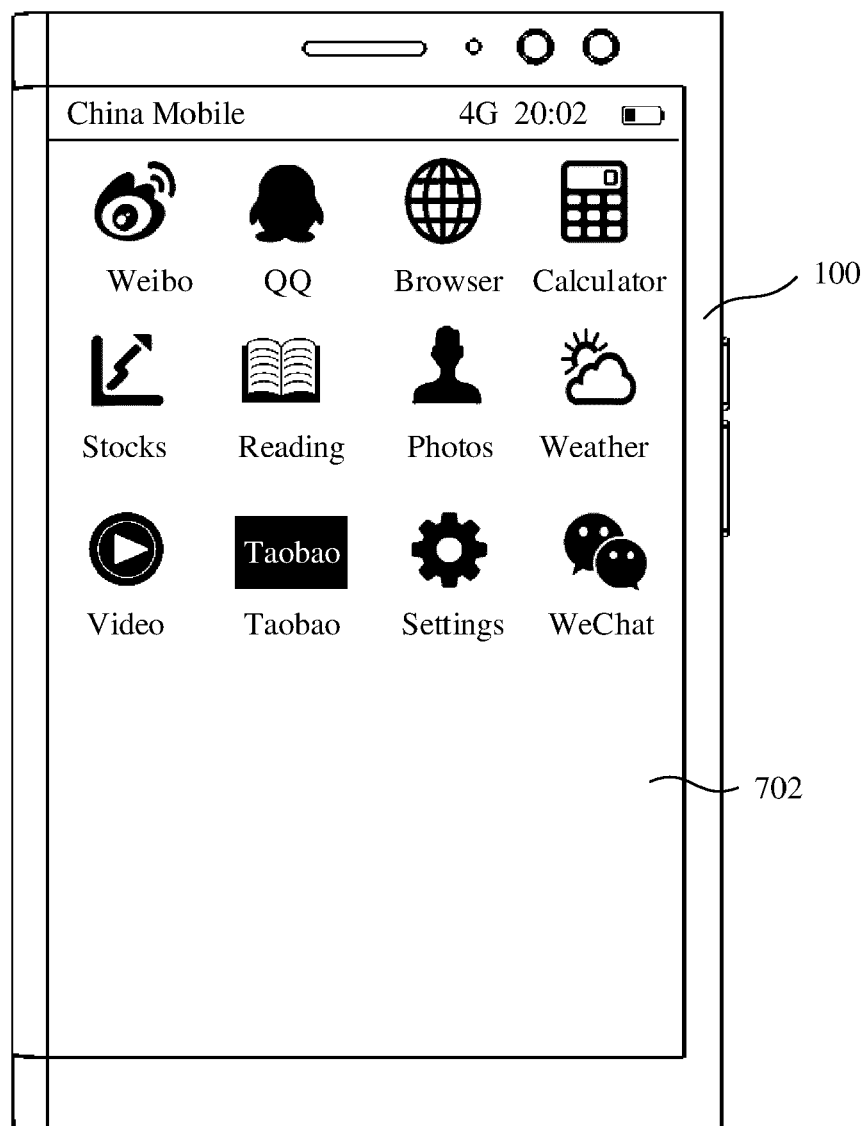 China Mobile 4G 20:02
Weibo QQ Browser Calculator
100
Stocks Reading Photos Weather
Taobao
Video Taobao Settings WeChat
702